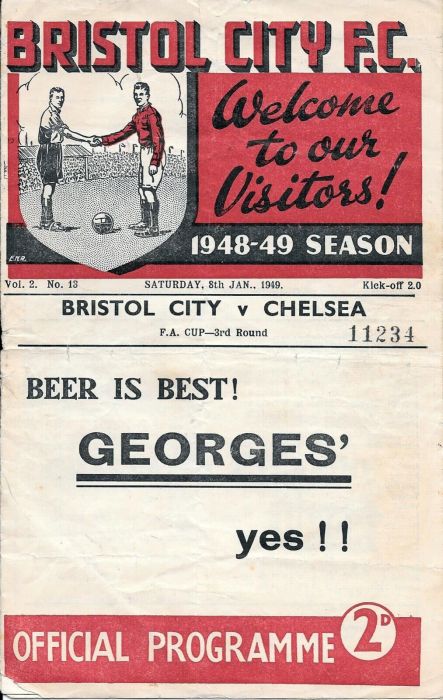 BRISTOL CITY F.C.
Welcome
to our
Visitors!
1948-49 SEASON
E.N.R.
Vol. 2. No. 13 SATURDAY, 8th JAN., 1949. Kick-off 2.0
BRISTOL CITY v CHELSEA
F.A. CUP—3rd Round 11234
BEER IS BEST!
GEORGES'
yes!!
OFFICIAL PROGRAMME 2D